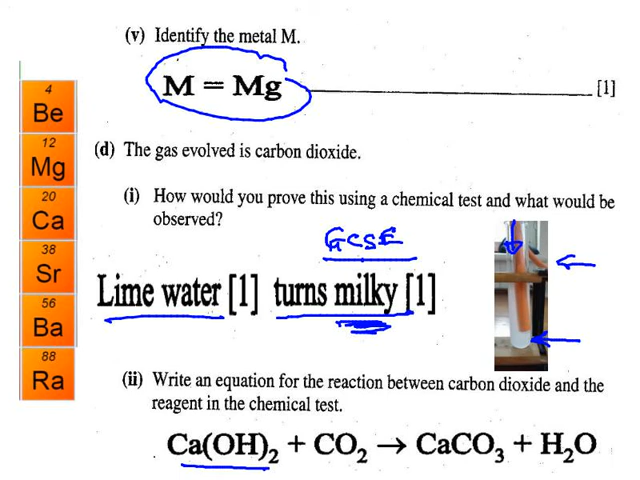 (v) Identify the metal M.
M = Mg
[1]
4
Be
12
Mg
20
Ca
38
Sr
56
Ba
88
Ra
(d) The gas evolved is carbon dioxide.
(i) How would you prove this using a chemical test and what would be
observed?
GCSE
Lime water [1] turns milky [1]
(ii) Write an equation for the reaction between carbon dioxide and the
reagent in the chemical test.
Ca(OH)₂ + CO₂ → CaCO₃ + H₂O